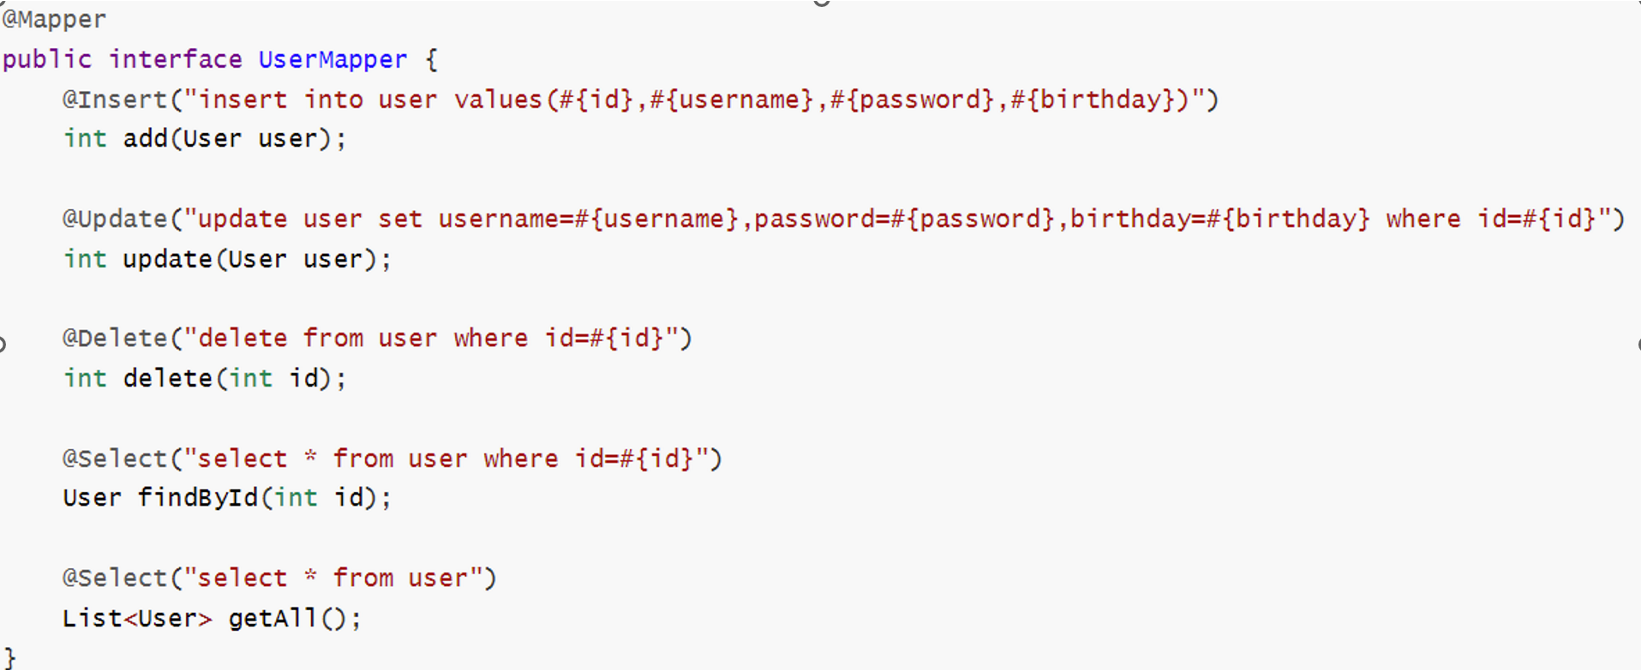 @Mapper
public interface UserMapper {
    @Insert("insert into user values(#{id},#{username},#{password},#{birthday})")
    int add(User user);

    @Update("update user set username=#{username},password=#{password},birthday=#{birthday} where id=#{id}")
    int update(User user);

    @Delete("delete from user where id=#{id}")
    int delete(int id);

    @Select("select * from user where id=#{id}")
    User findById(int id);

    @Select("select * from user")
    List<User> getAll();
}